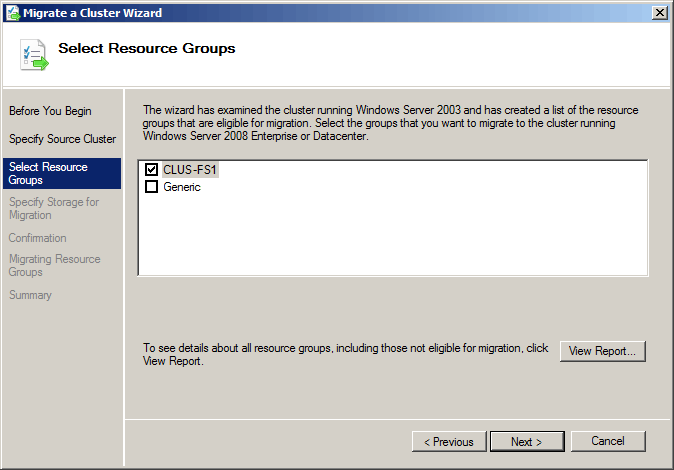 Migrate a Cluster Wizard
Select Resource Groups
Before You Begin
Specify Source Cluster
Select Resource
Groups
Specify Storage for
Migration
Confirmation
Migrating Resource
Groups
Summary
The wizard has examined the cluster running Windows Server 2003 and has created a list of the resource
groups that are eligible for migration. Select the groups that you want to migrate to the cluster running
Windows Server 2008 Enterprise or Datacenter.
CLUS-FS1
Generic
To see details about all resource groups, including those not eligible for migration, click
View Report.
View Report...
< Previous
Next >
Cancel